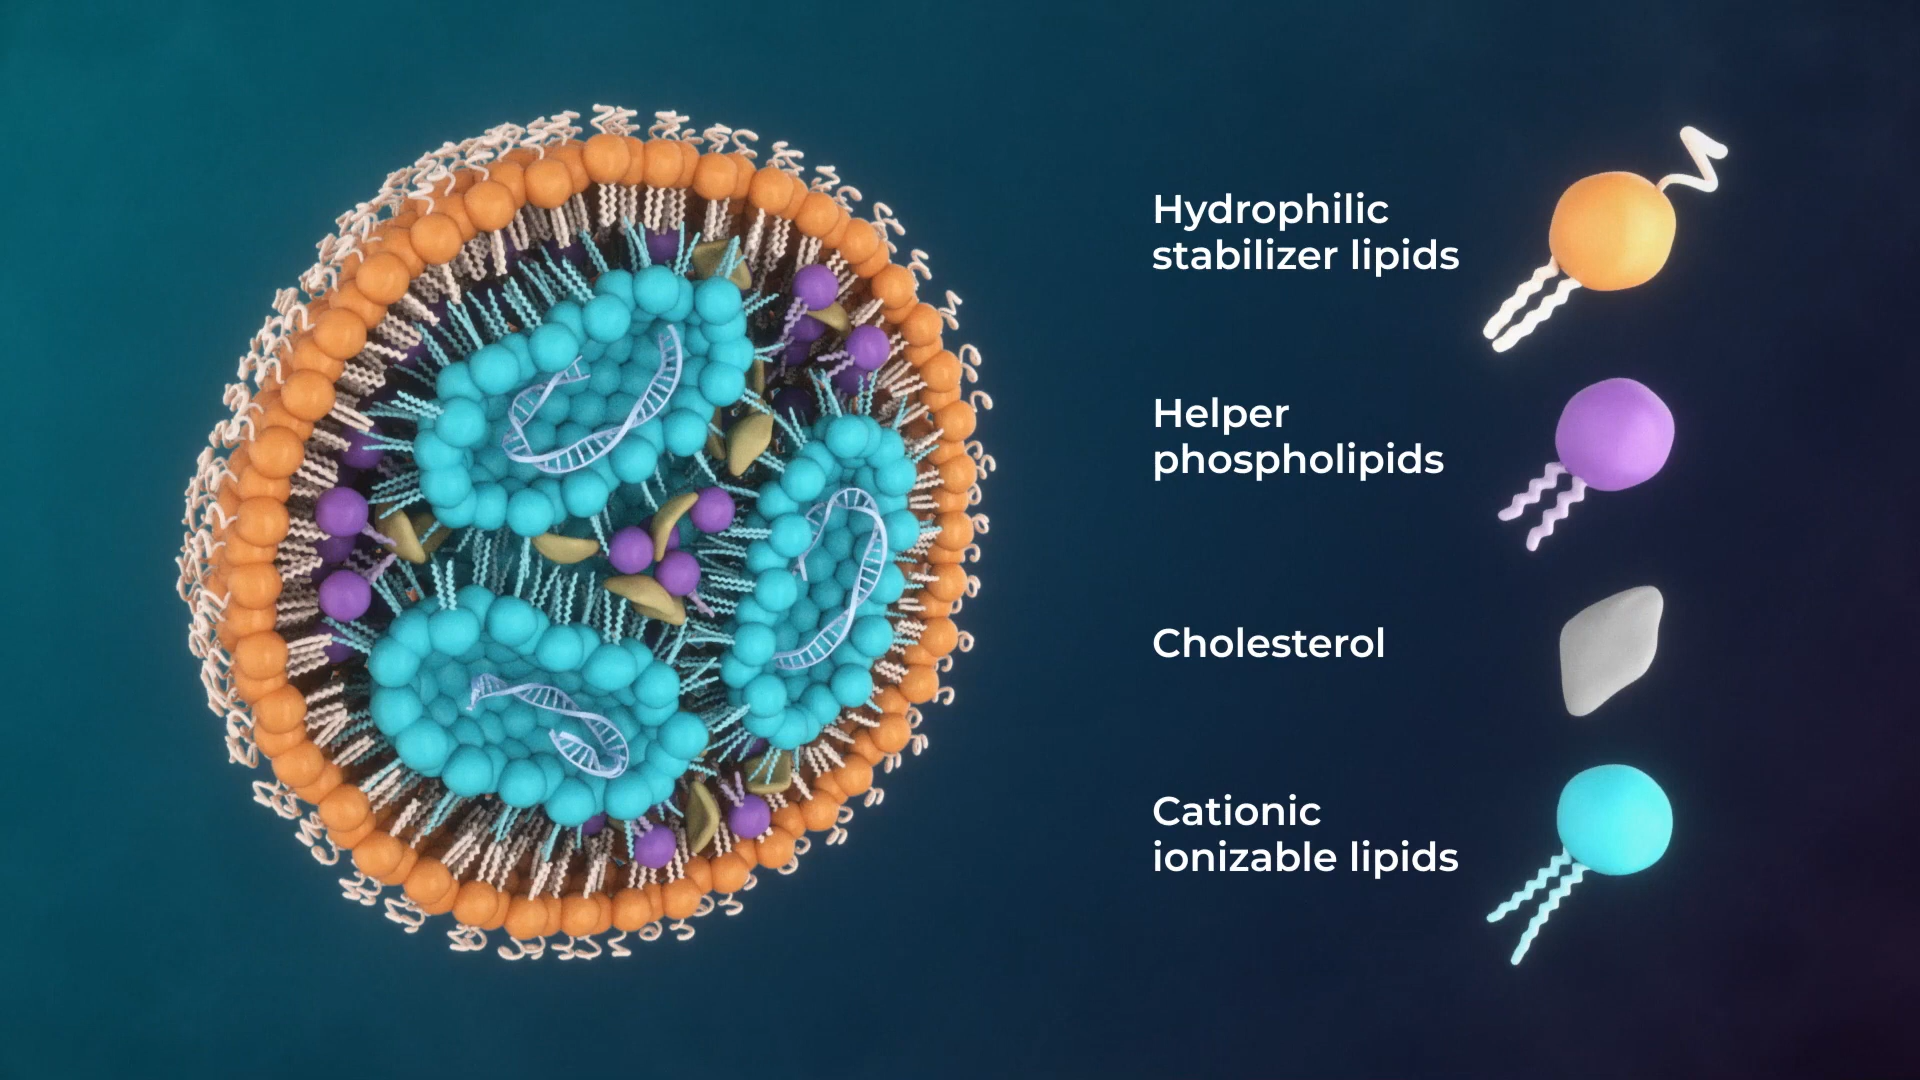 Hydrophilic
stabilizer lipids
Helper
phospholipids
Cholesterol
Cationic
ionizable lipids